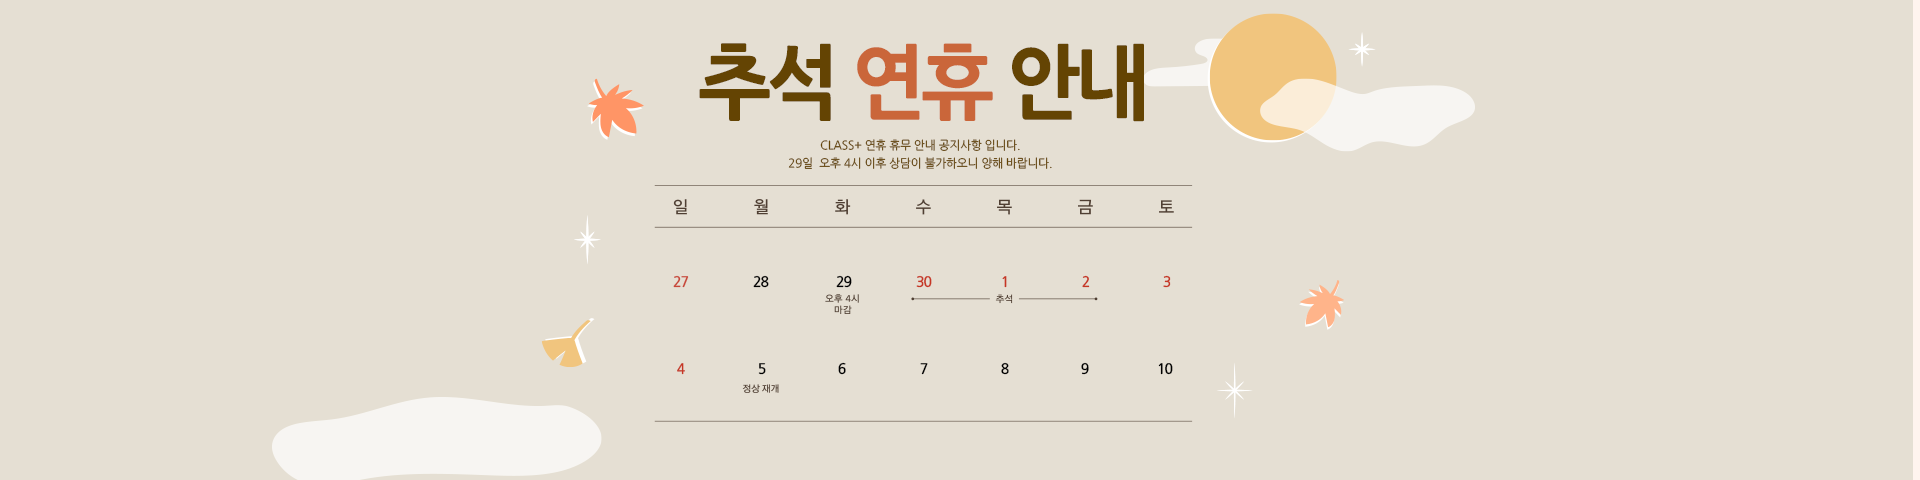 추석 연휴 안내
CLASS+ 연휴 휴무 안내 공지사항 입니다.
29일 오후 4시 이후 상담이 불가하오니 양해 바랍니다.
일 월 화 수 목 금 토
27 28 29 30 1 2 3
오후 4시 추석
마감
4 5 6 7 8 9 10
정상 재개